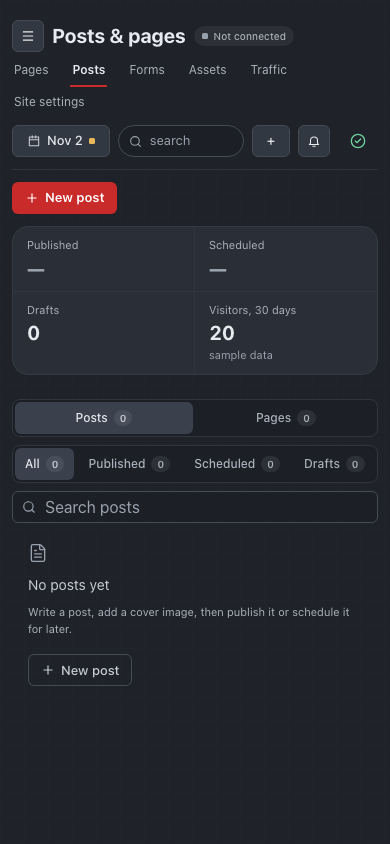 Posts & pages
Not connected
Pages
Posts
Forms
Assets
Traffic
Site settings
Nov 2
search
+
+ New post
Published
Scheduled
—
—
Drafts
Visitors, 30 days
0
20
sample data
Posts 0
Pages 0
All 0
Published 0
Scheduled 0
Drafts 0
Search posts
No posts yet
Write a post, add a cover image, then publish it or schedule it
for later.
+ New post